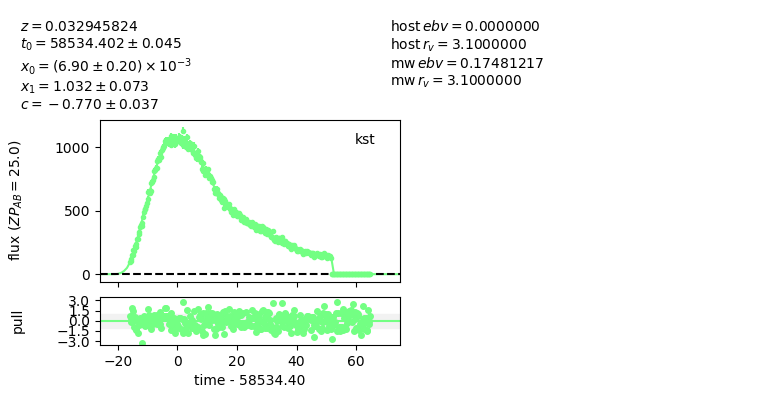 z = 0.032945824
t₀ = 58534.402 ± 0.045
x₀ = (6.90 ± 0.20) × 10⁻³
x₁ = 1.032 ± 0.073
c = −0.770 ± 0.037
host ebv = 0.0000000
host r_v = 3.1000000
mw ebv = 0.17481217
mw r_v = 3.1000000
kst
flux (ZP_AB = 25.0)
1000
500
0
pull
3.0
1.5
0.0
−1.5
−3.0
−20 0 20 40 60
time - 58534.40